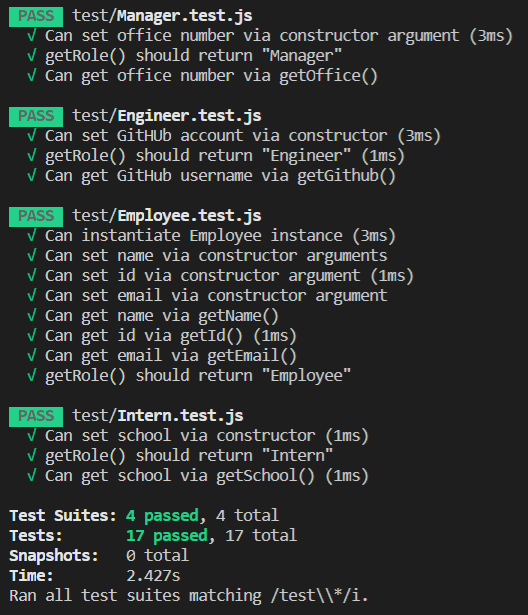 PASS test/Manager.test.js
√ Can set office number via constructor argument (3ms)
√ getRole() should return "Manager"
√ Can get office number via getOffice()
PASS test/Engineer.test.js
√ Can set GitHUb account via constructor (3ms)
√ getRole() should return "Engineer" (1ms)
√ Can get GitHub username via getGithub()
PASS test/Employee.test.js
√ Can instantiate Employee instance (3ms)
√ Can set name via constructor arguments
√ Can set id via constructor argument (1ms)
√ Can set email via constructor argument
√ Can get name via getName()
√ Can get id via getId() (1ms)
√ Can get email via getEmail()
√ getRole() should return "Employee"
PASS test/Intern.test.js
√ Can set school via constructor (1ms)
√ getRole() should return "Intern"
√ Can get school via getSchool() (1ms)
Test Suites: 4 passed, 4 total
Tests: 17 passed, 17 total
Snapshots: 0 total
Time: 2.427s
Ran all test suites matching /test\\*/i.